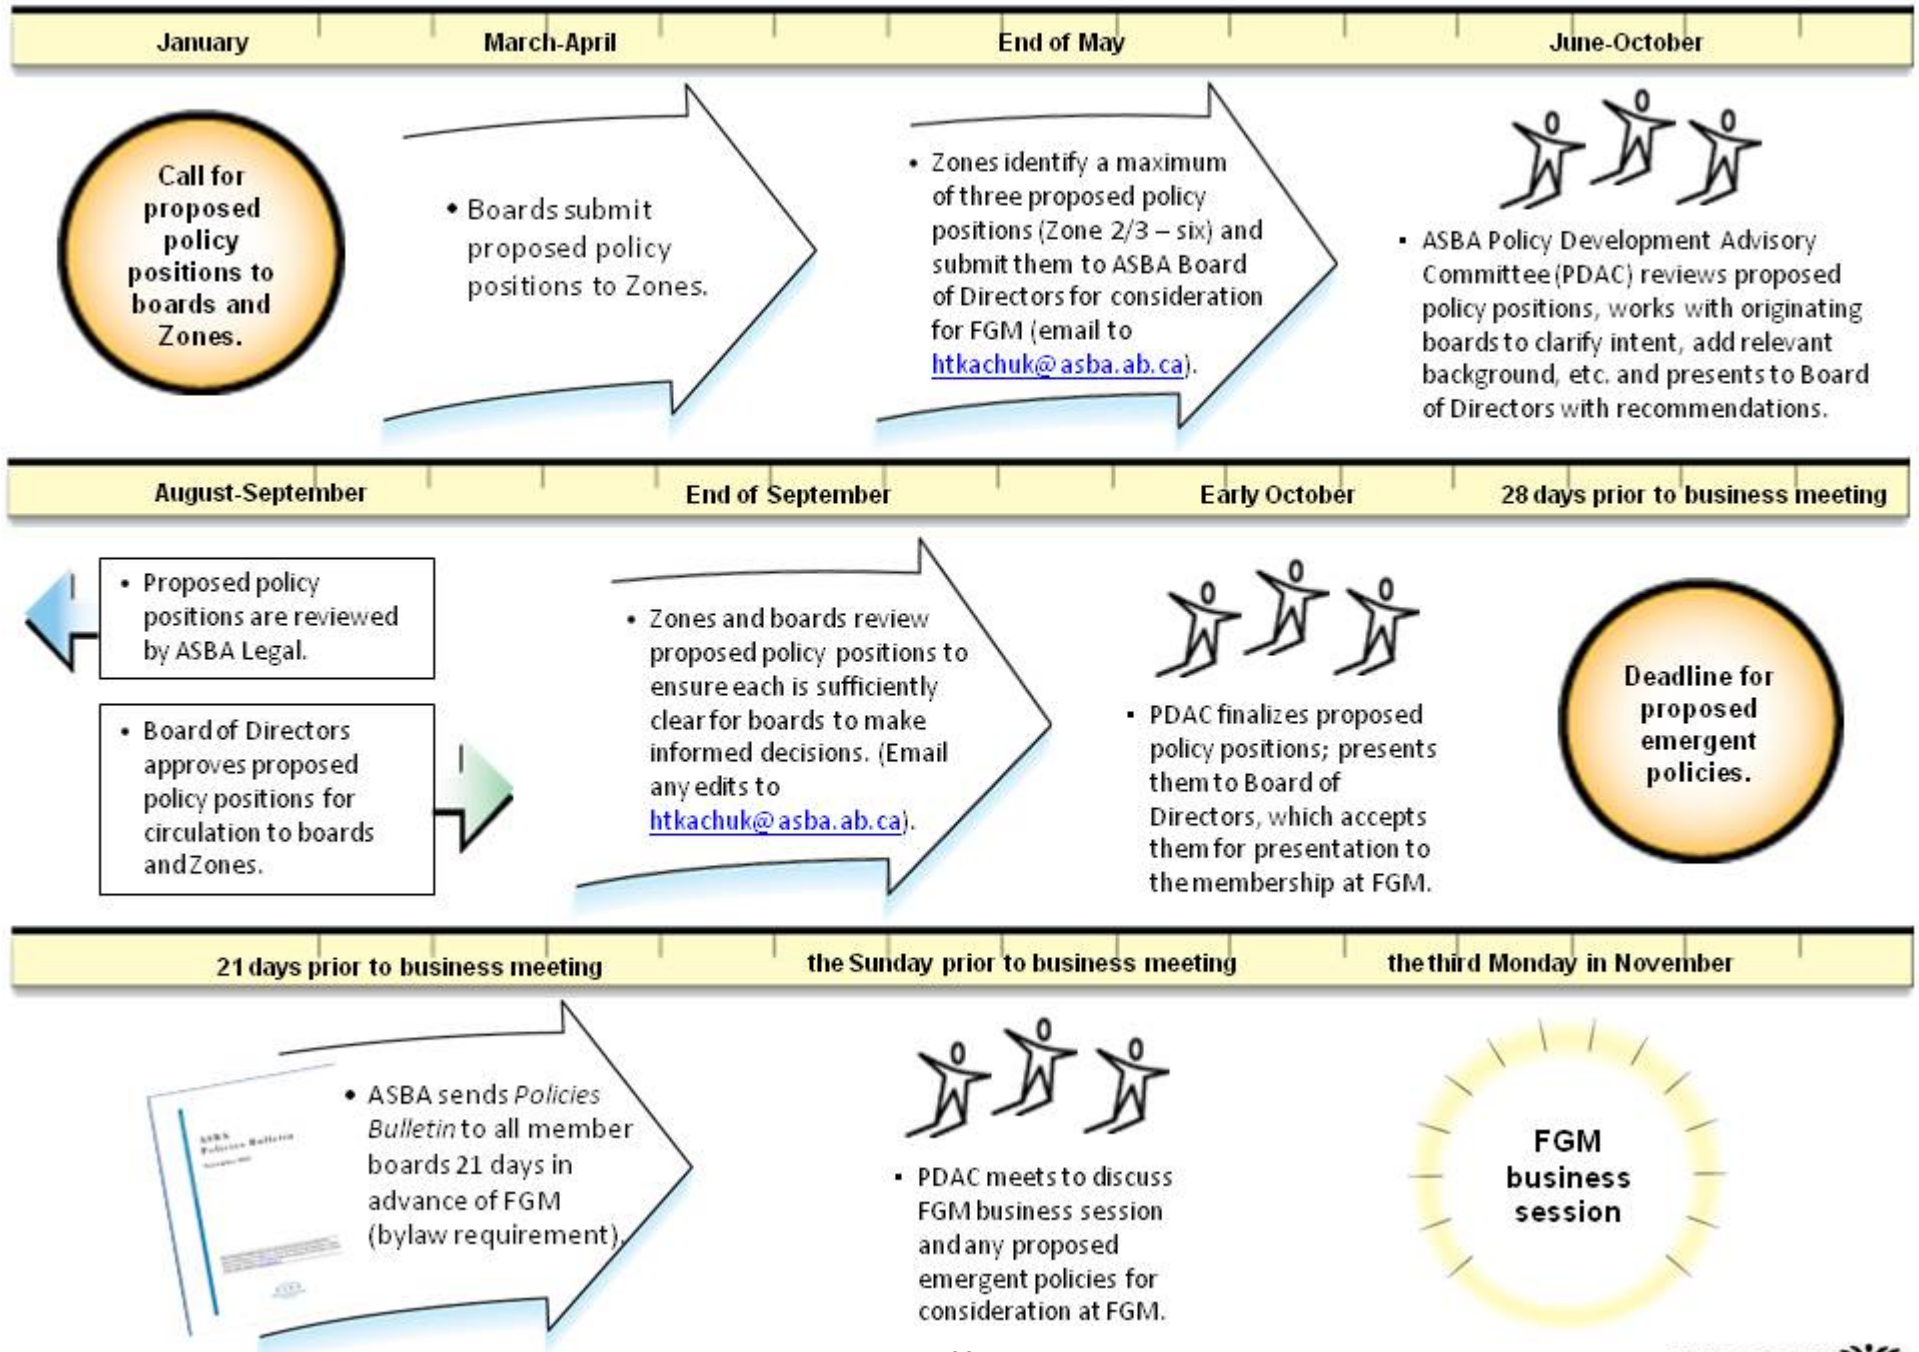 January
March-April
End of May
June-October
Call for
proposed
policy
positions to
boards and
Zones.
• Boards submit
proposed policy
positions to Zones.
• Zones identify a maximum
of three proposed policy
positions (Zone 2/3 – six) and
submit them to ASBA Board
of Directors for consideration
for FGM (email to
htkachuk@asba.ab.ca).
▪ ASBA Policy Development Advisory
Committee (PDAC) reviews proposed
policy positions, works with originating
boards to clarify intent, add relevant
background, etc. and presents to Board
of Directors with recommendations.
August-September
End of September
Early October
28 days prior to business meeting
• Proposed policy
positions are reviewed
by ASBA Legal.
• Board of Directors
approves proposed
policy positions for
circulation to boards
and Zones.
• Zones and boards review
proposed policy positions to
ensure each is sufficiently
clear for boards to make
informed decisions. (Email
any edits to
htkachuk@asba.ab.ca).
▪ PDAC finalizes proposed
policy positions; presents
them to Board of
Directors, which accepts
them for presentation to
the membership at FGM.
Deadline for
proposed
emergent
policies.
21 days prior to business meeting
the Sunday prior to business meeting
the third Monday in November
ASBA
Policies Bulletin
• ASBA sends Policies
Bulletin to all member
boards 21 days in
advance of FGM
(bylaw requirement).
▪ PDAC meets to discuss
FGM business session
and any proposed
emergent policies for
consideration at FGM.
FGM
business
session